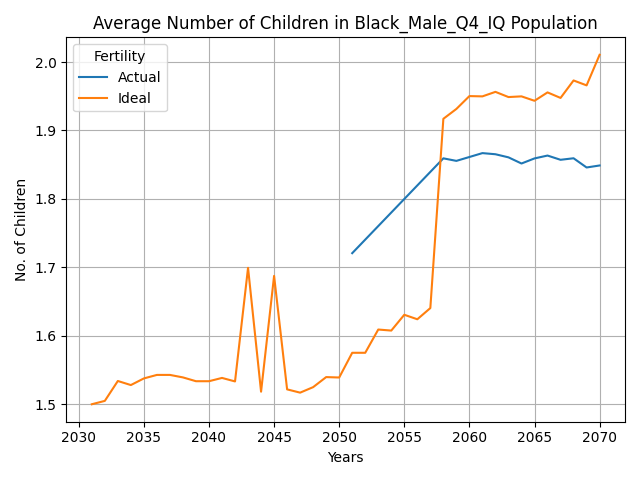 Average Number of Children in Black_Male_Q4_IQ Population
Fertility
Actual
Ideal
No. of Children
2.0
1.9
1.8
1.7
1.6
1.5
2030 2035 2040 2045 2050 2055 2060 2065 2070
Years